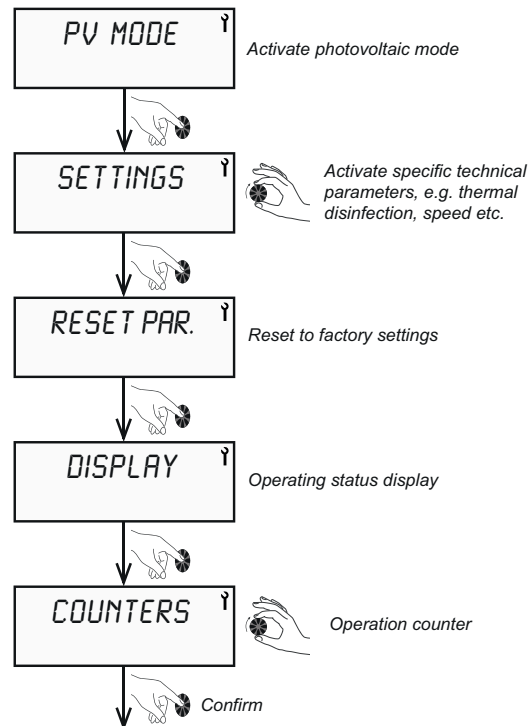 PV MODE
Activate photovoltaic mode
SETTINGS
Activate specific technical
parameters, e.g. thermal
disinfection, speed etc.
RESET PAR.
Reset to factory settings
DISPLAY
Operating status display
COUNTERS
Operation counter
Confirm